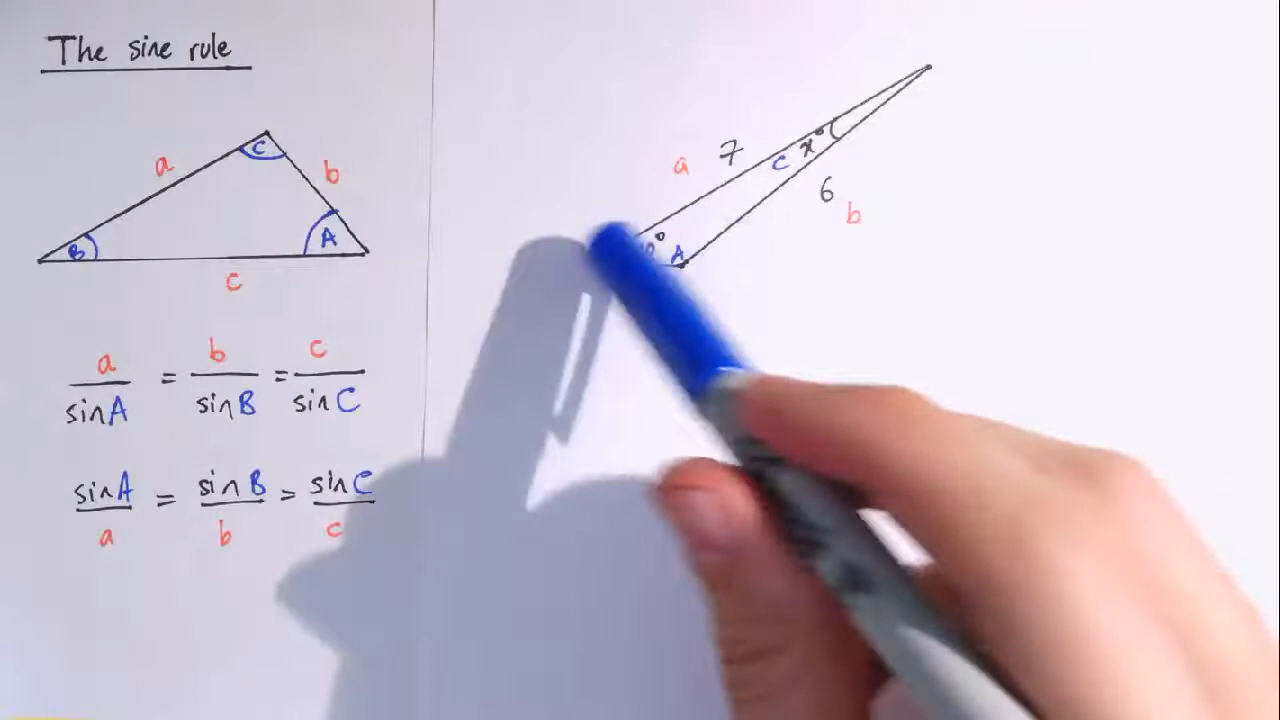 The sine rule
C
a
b
B
A
c
a
b
c
sinA = sinB = sinC
sinA = sinB = sinC
a
b
c
a 7 C x°
6
b
A